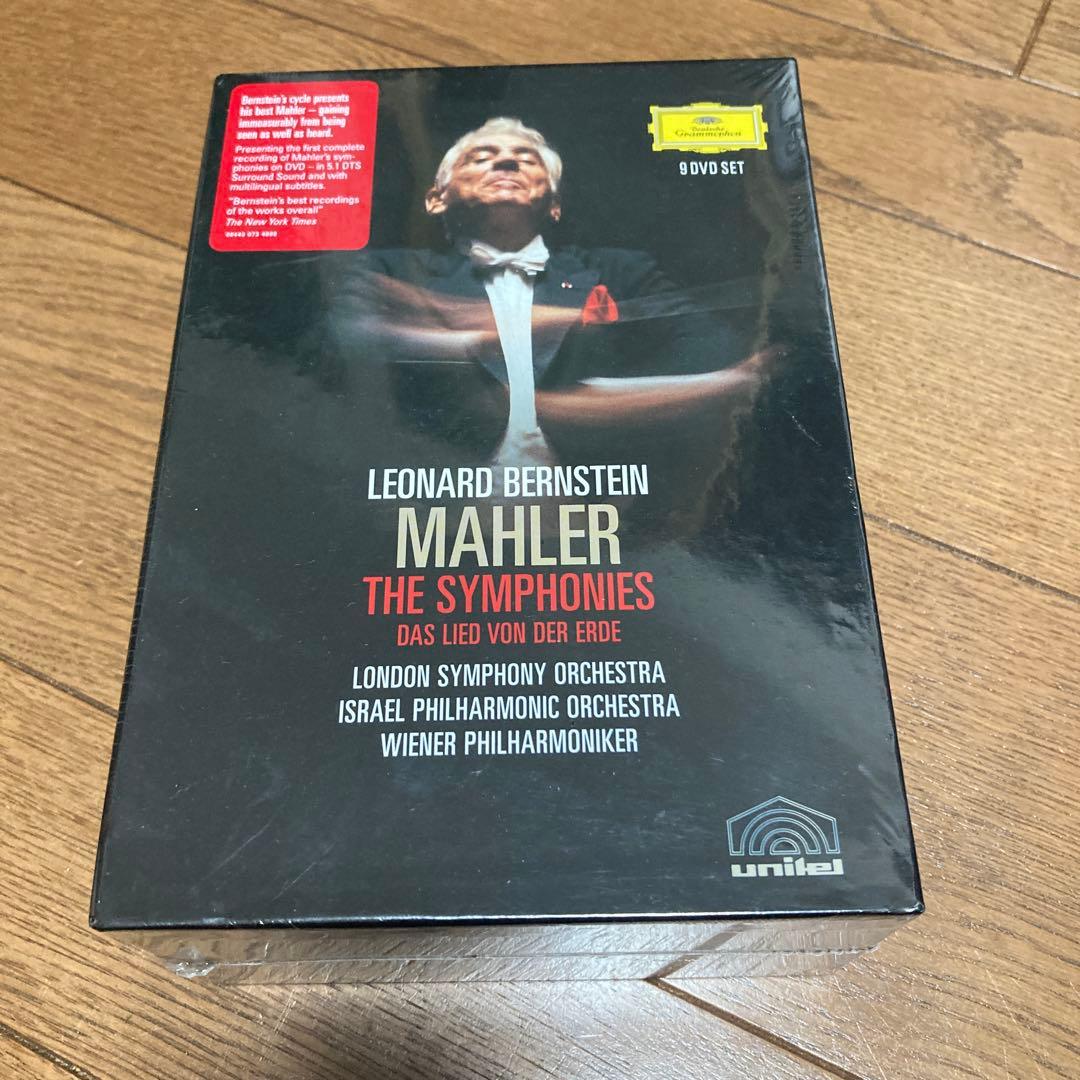 Bernstein's cycle presents
his best Mahler – gaining
immeasurably from being
seen as well as heard.
Presenting the first complete
recording of Mahler's sym-
phonies on DVD – in 5.1 DTS
Surround Sound and with
multilingual subtitles.
"Bernstein's best recordings
of the works overall"
The New York Times
Deutsche
Grammophon
9 DVD SET
LEONARD BERNSTEIN
MAHLER
THE SYMPHONIES
DAS LIED VON DER ERDE
LONDON SYMPHONY ORCHESTRA
ISRAEL PHILHARMONIC ORCHESTRA
WIENER PHILHARMONIKER
unitel